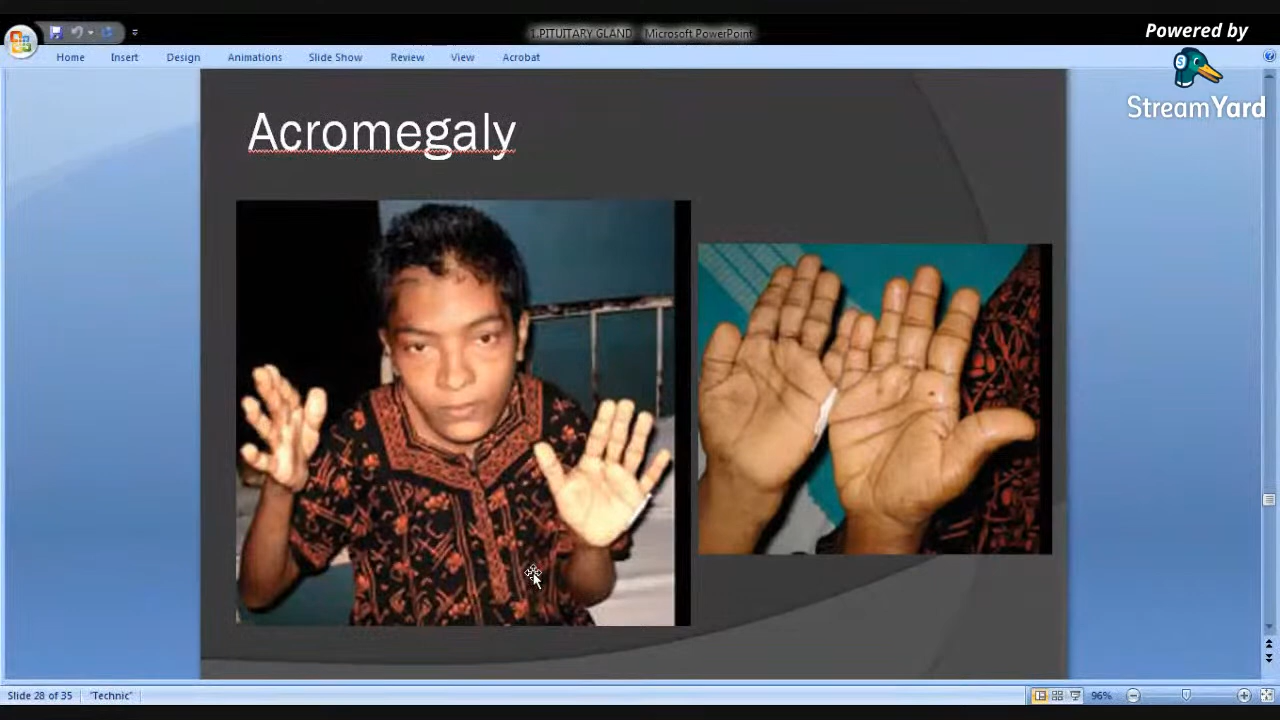 1.PITUITARY GLAND - Microsoft PowerPoint
Powered by
StreamYard
Home Insert Design Slide Show Animations Review View Acrobat
Acromegaly
Slide 28 of 35 "Technic" 96%